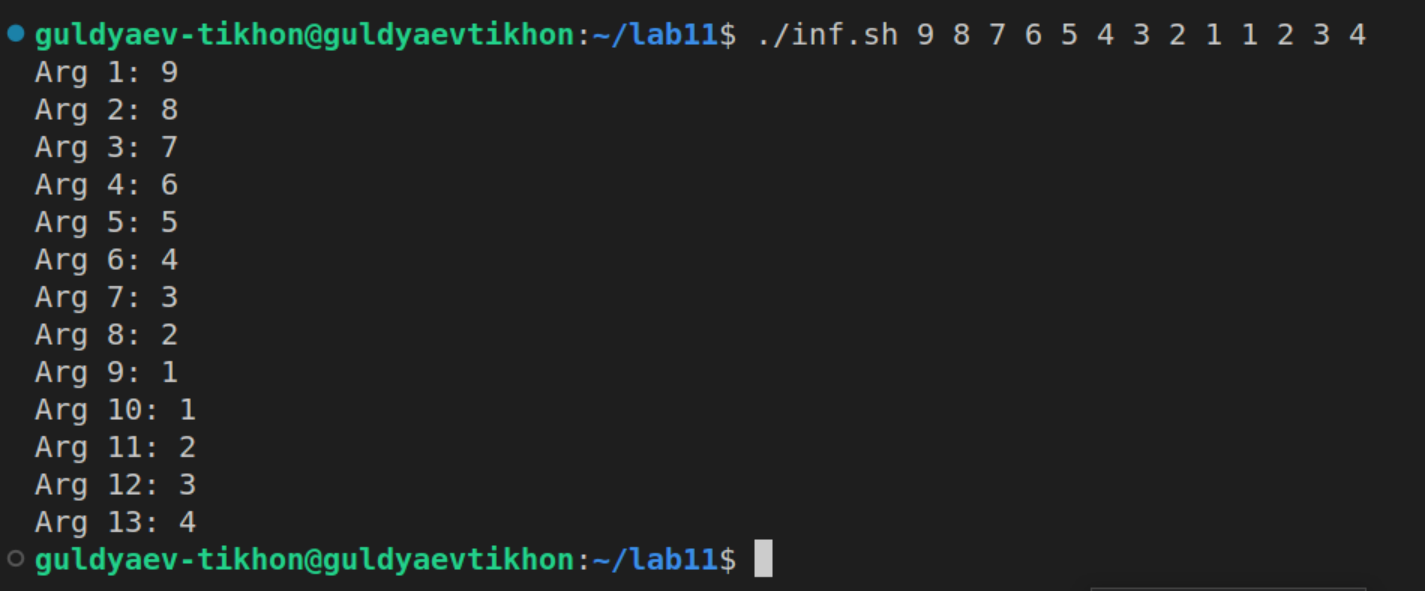 guldyaev-tikhon@guldyaevtikhon:~/lab11$ ./inf.sh 9 8 7 6 5 4 3 2 1 1 2 3 4
Arg 1: 9
Arg 2: 8
Arg 3: 7
Arg 4: 6
Arg 5: 5
Arg 6: 4
Arg 7: 3
Arg 8: 2
Arg 9: 1
Arg 10: 1
Arg 11: 2
Arg 12: 3
Arg 13: 4
guldyaev-tikhon@guldyaevtikhon:~/lab11$